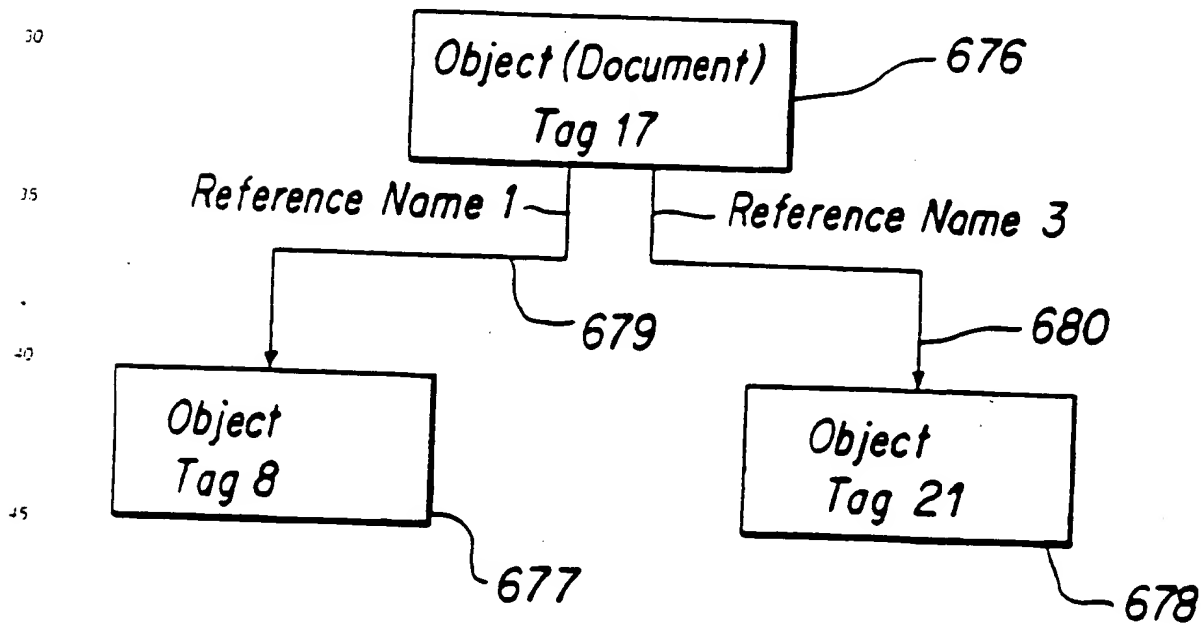 30
Object (Document)
Tag 17
676
35
Reference Name 1
Reference Name 3
679
680
40
Object
Tag 8
Object
Tag 21
45
677
678